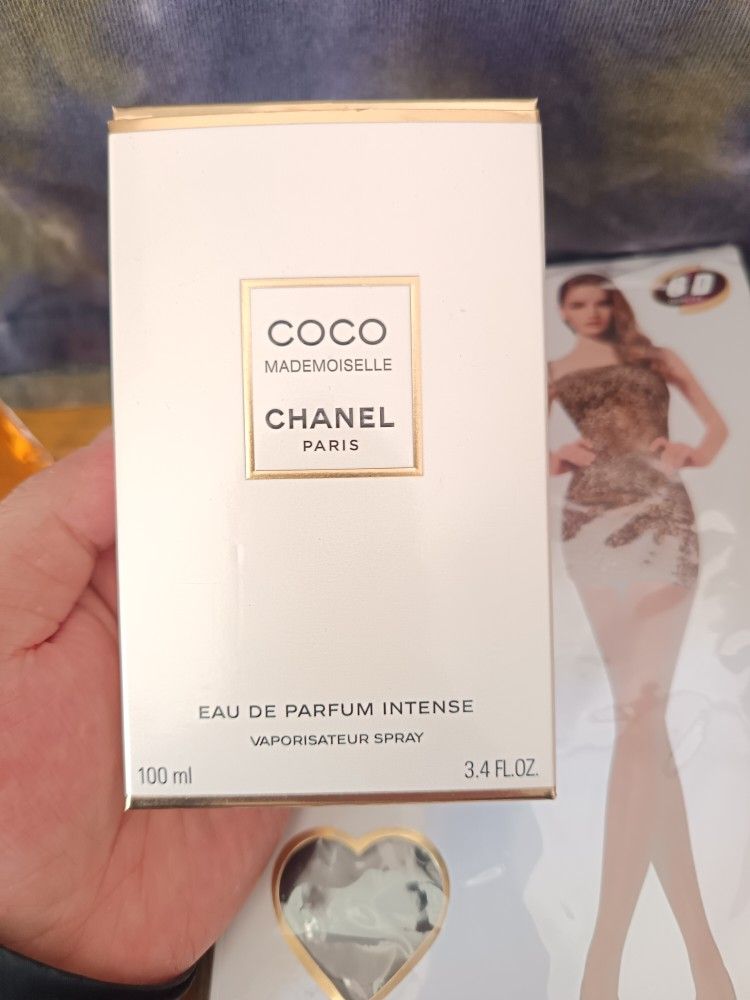 COCO
MADEMOISELLE
CHANEL
PARIS
EAU DE PARFUM INTENSE
VAPORISATEUR SPRAY
100 ml
3.4 FL.OZ.